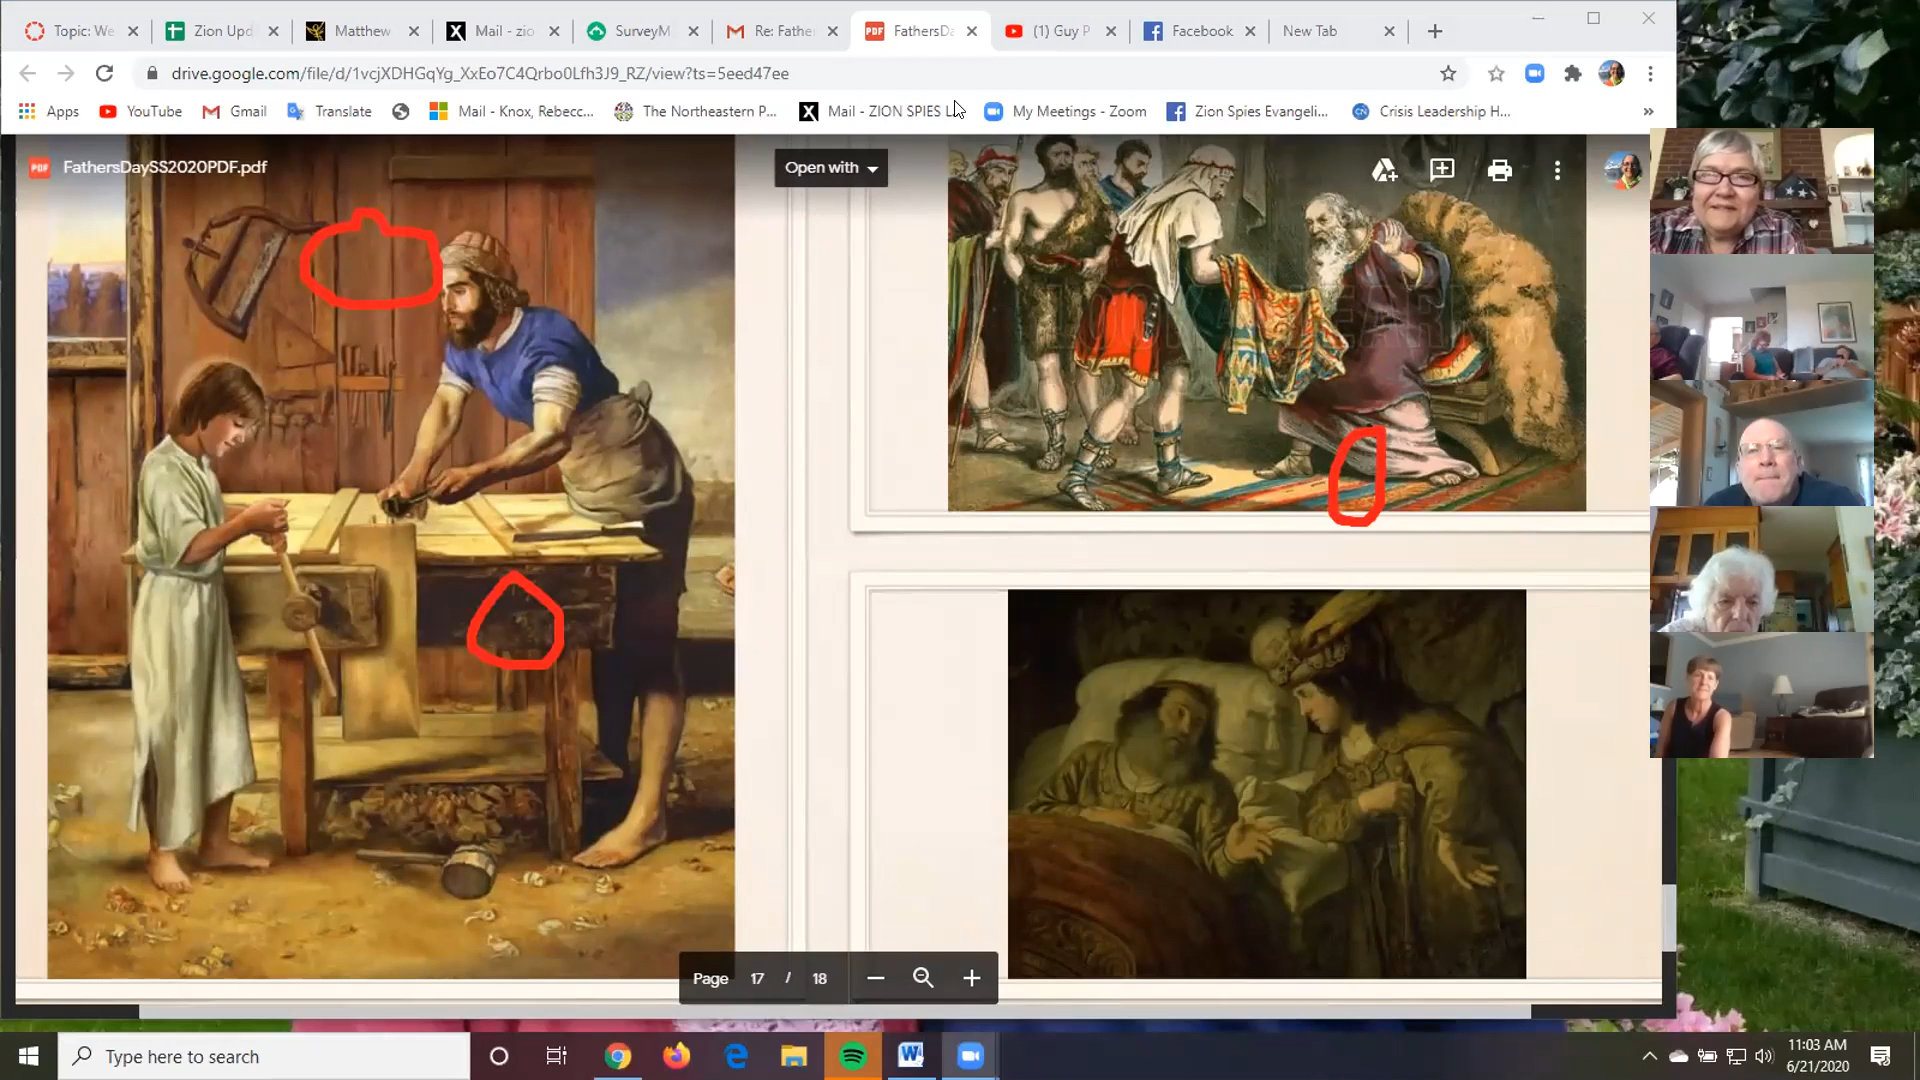 Topic: We
Zion Upd
Matthew
Mail - zio
SurveyM
Re: Fathe
FathersDa
(1) Guy P
Facebook
New Tab
drive.google.com/file/d/1vcjXDHGqYg_XxEo7C4Qrbo0Lfh3J9_RZ/view?ts=5eed47ee
Apps
YouTube
Gmail
Translate
Mail - Knox, Rebecc...
The Northeastern P...
Mail - ZION SPIES L
My Meetings - Zoom
Zion Spies Evangeli...
Crisis Leadership H...
»
PDF FathersDaySS2020PDF.pdf
Open with
Page 17 / 18
Type here to search
11:03 AM
6/21/2020